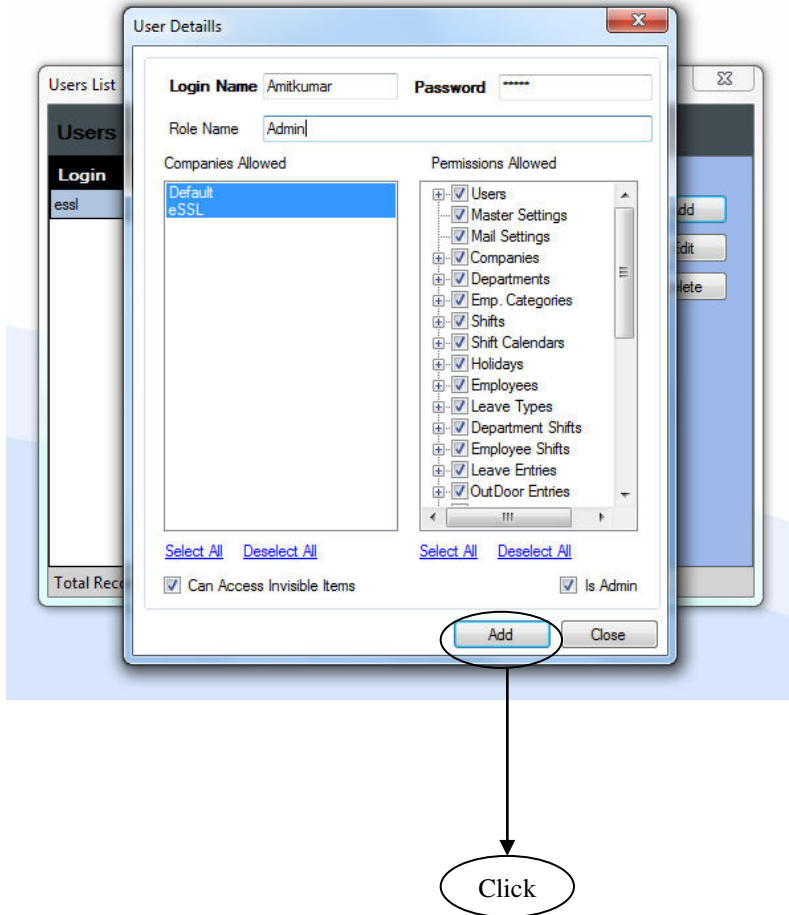 User Detaills
Users List
Users
Login
essl
Total Reco
Login Name Amitkumar Password *****
Role Name Admin
Companies Allowed
Default
eSSL
Permissions Allowed
Users
Master Settings
Mail Settings
Companies
Departments
Emp. Categories
Shifts
Shift Calendars
Holidays
Employees
Leave Types
Department Shifts
Employee Shifts
Leave Entries
OutDoor Entries
Select All Deselect All
Select All Deselect All
Can Access Invisible Items
Is Admin
Add Close
dd
dit
lete
Click